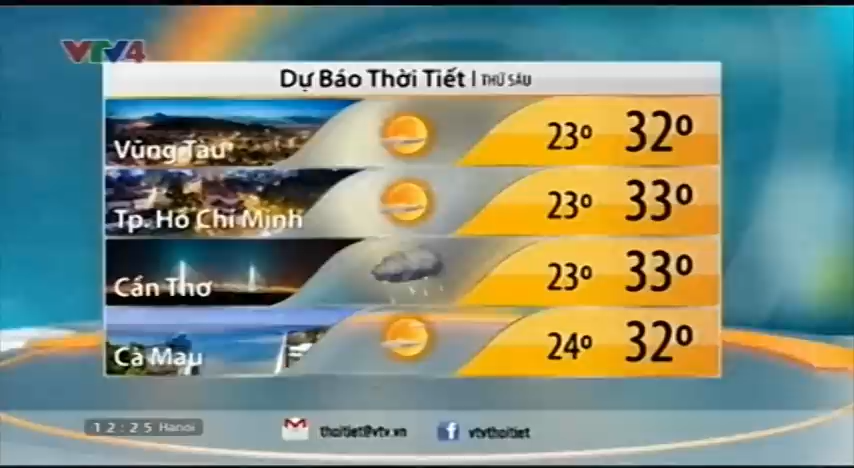 VTV4
Dự Báo Thời Tiết | THỨ SÁU
Vũng Tàu 23º 32º
Tp. Hồ Chí Minh 23º 33º
Cần Thơ 23º 33º
Cà Mau 24º 32º
12:25 Hanoi thoitiet@vtv.vn vtvthoitiet